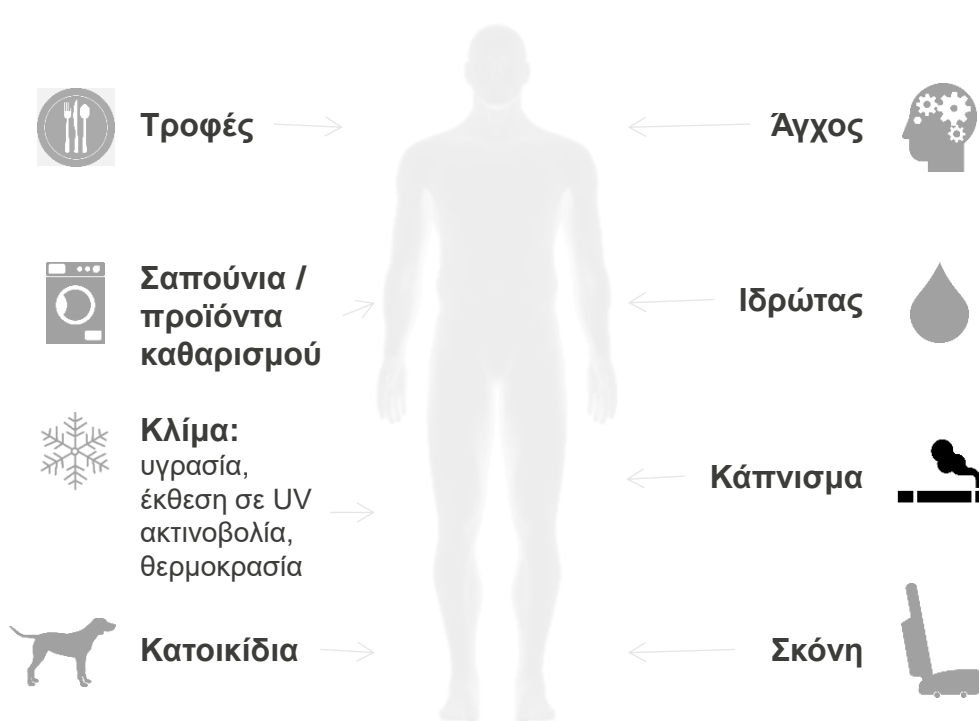 Τροφές
Άγχος
Σαπούνια /
προϊόντα
καθαρισμού
Ιδρώτας
Κλίμα:
υγρασία,
έκθεση σε UV
ακτινοβολία,
θερμοκρασία
Κάπνισμα
Κατοικίδια
Σκόνη